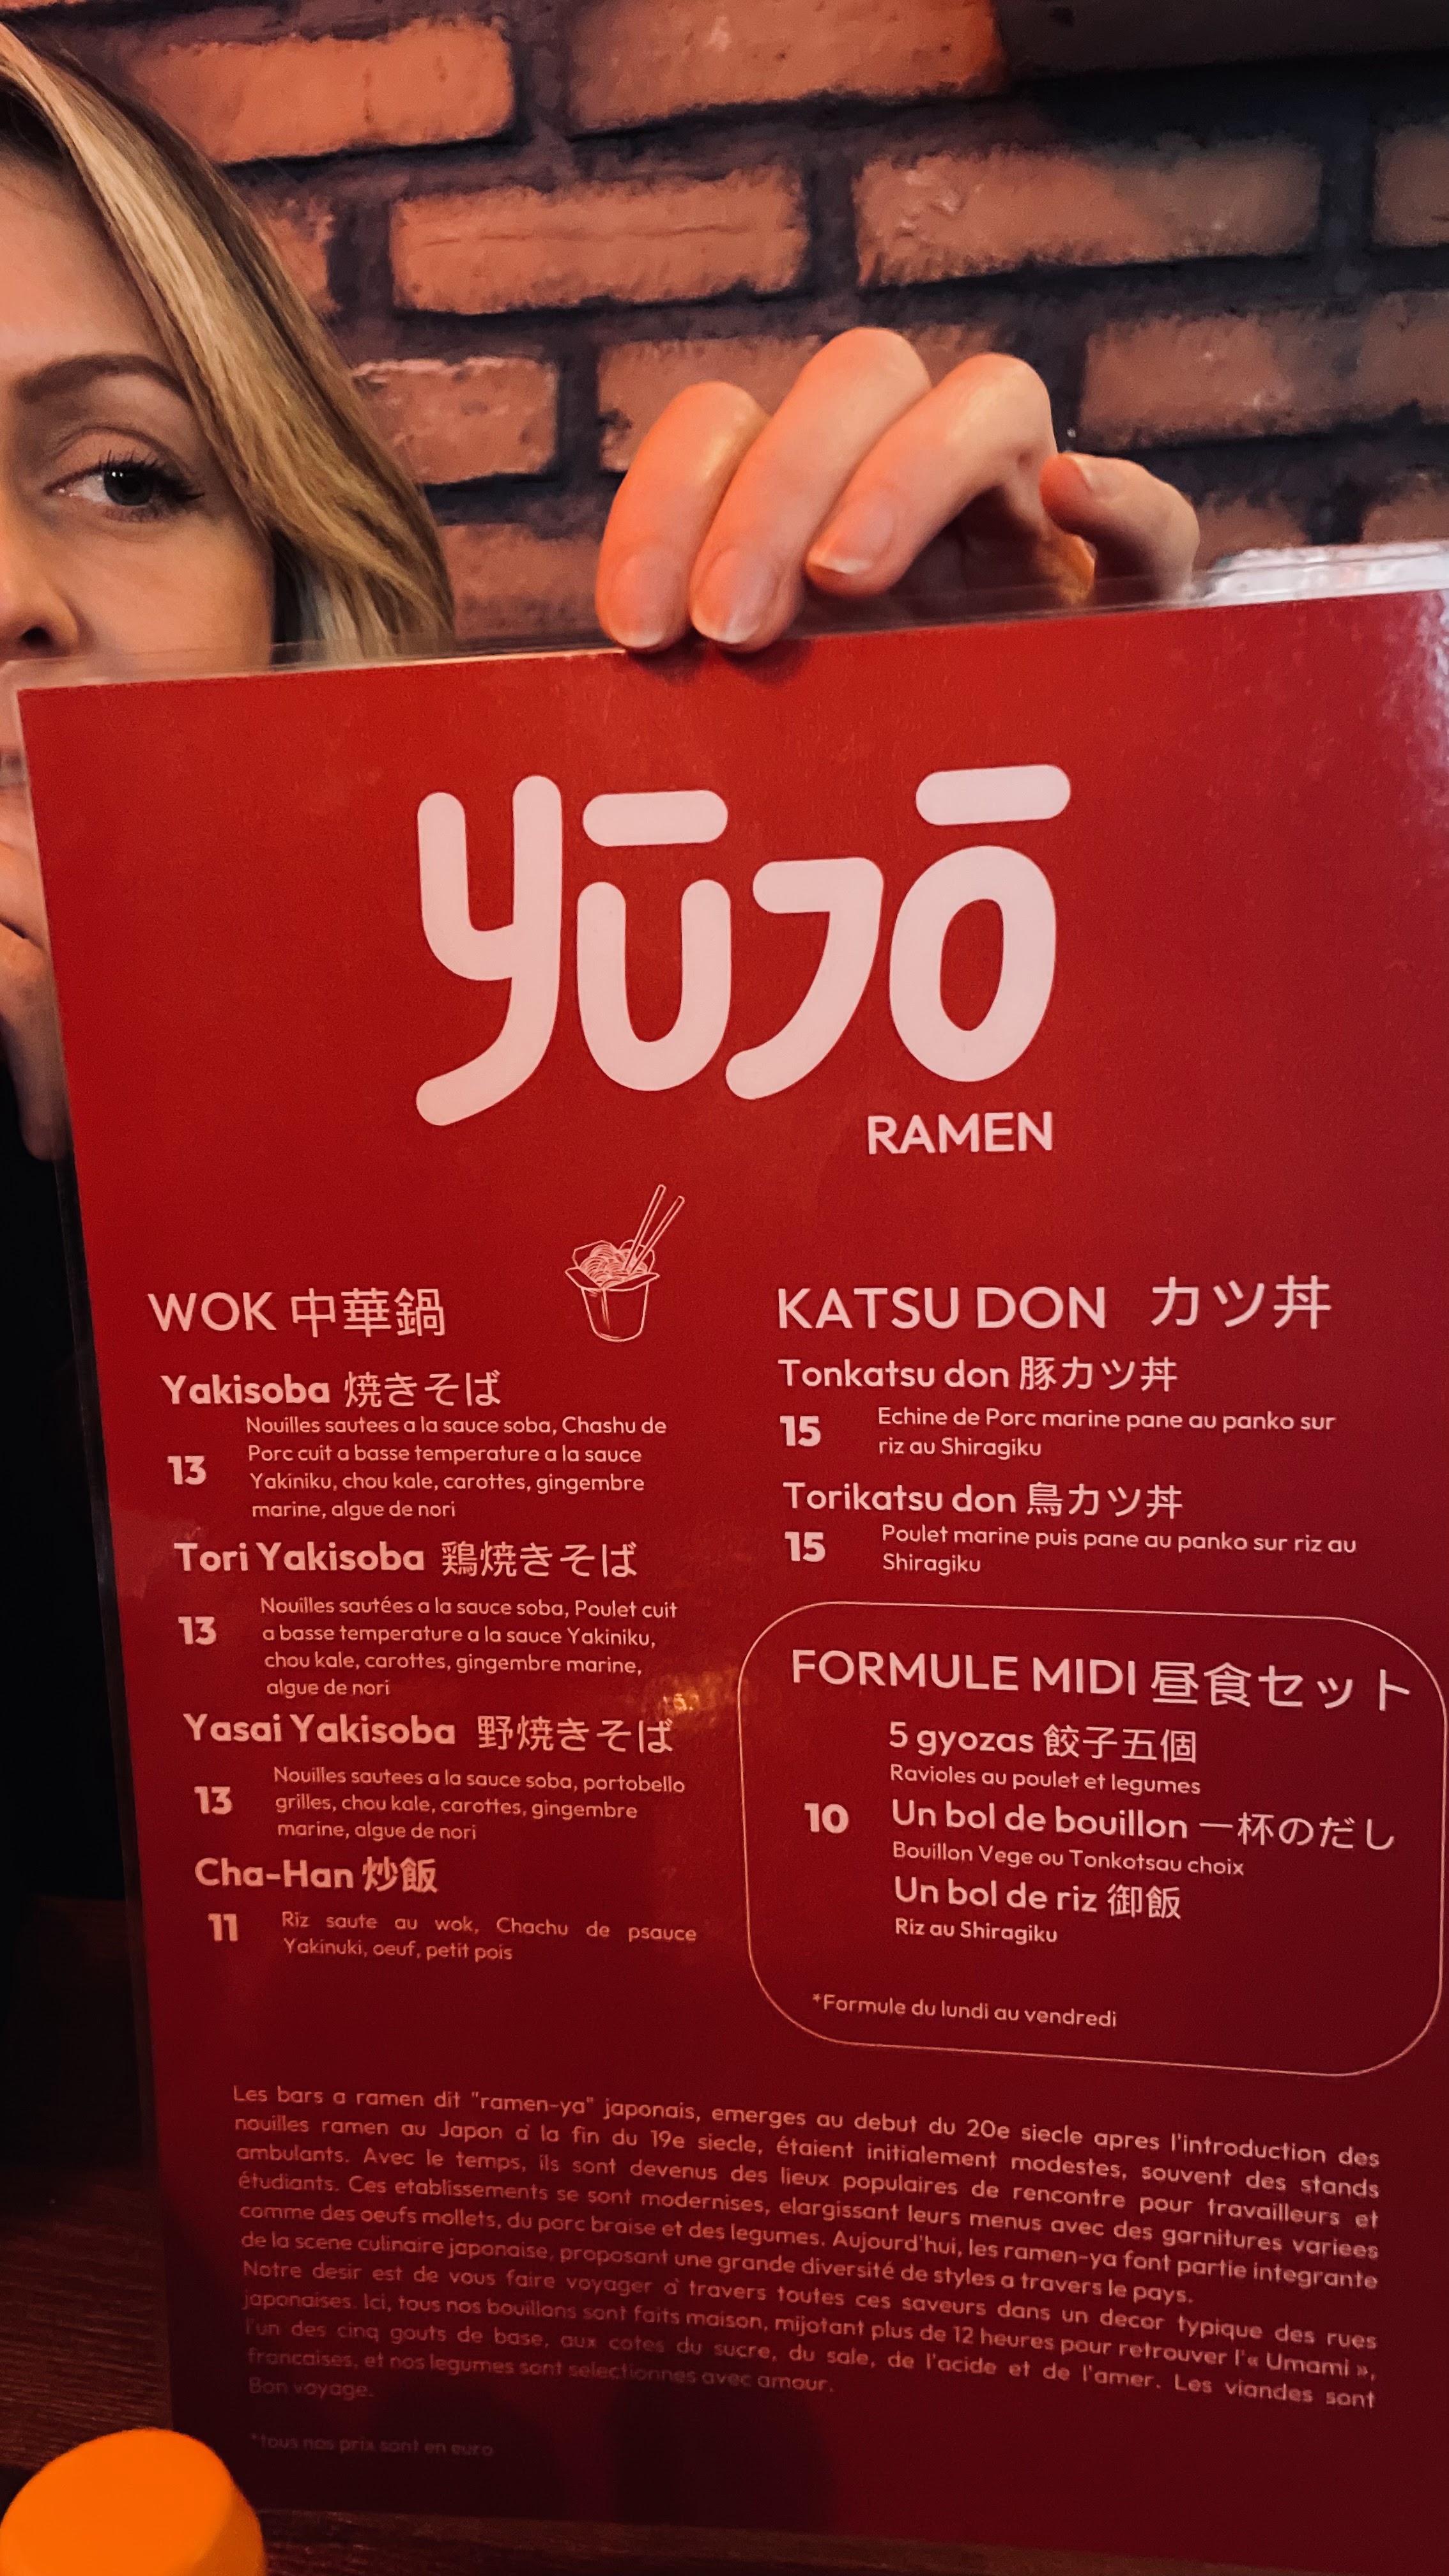 YŪJŌ
RAMEN
WOK 中華鍋
Yakisoba 焼きそば
13
Nouilles sautees a la sauce soba, Chashu de
Porc cuit a basse temperature a la sauce
Yakiniku, chou kale, carottes, gingembre
marine, algue de nori
Tori Yakisoba 鶏焼きそば
13
Nouilles sautées a la sauce soba, Poulet cuit
a basse temperature a la sauce Yakiniku,
chou kale, carottes, gingembre marine,
algue de nori
Yasai Yakisoba 野焼きそば
13
Nouilles sautees a la sauce soba, portobello
grilles, chou kale, carottes, gingembre
marine, algue de nori
Cha-Han 炒飯
11
Riz saute au wok, Chachu de psauce
Yakinuki, oeuf, petit pois
KATSU DON カツ丼
Tonkatsu don 豚カツ丼
15
Echine de Porc marine pane au panko sur
riz au Shiragiku
Torikatsu don 鳥カツ丼
15
Poulet marine puis pane au panko sur riz au
Shiragiku
FORMULE MIDI 昼食セット
5 gyozas 餃子五個
Ravioles au poulet et legumes
10
Un bol de bouillon 一杯のだし
Bouillon Vege ou Tonkotsau choix
Un bol de riz 御飯
Riz au Shiragiku
*Formule du lundi au vendredi
Les bars a ramen dit "ramen-ya" japonais, emerges au debut du 20e siecle apres l'introduction des
nouilles ramen au Japon à la fin du 19e siecle, étaient initialement modestes, souvent des stands
ambulants. Avec le temps, ils sont devenus des lieux populaires de rencontre pour travailleurs et
étudiants. Ces etablissements se sont modernises, elargissant leurs menus avec des garnitures variees
comme des oeufs mollets, du porc braise et des legumes. Aujourd'hui, les ramen-ya font partie integrante
de la scene culinaire japonaise, proposant une grande diversité de styles a travers le pays.
Notre desir est de vous faire voyager à travers toutes ces saveurs dans un decor typique des rues
japonaises. Ici, tous nos bouillons sont faits maison, mijotant plus de 12 heures pour retrouver l'« Umami »,
l'un des cinq gouts de base, aux cotes du sucre, du sale, de l'acide et de l'amer. Les viandes sont
francaises, et nos legumes sont selectionnes avec amour.
Bon voyage.
*tous nos prix sont en euro